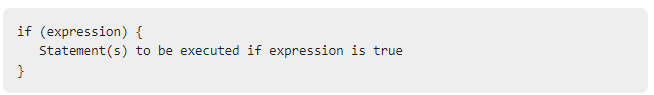 if (expression) {
   Statement(s) to be executed if expression is true
}